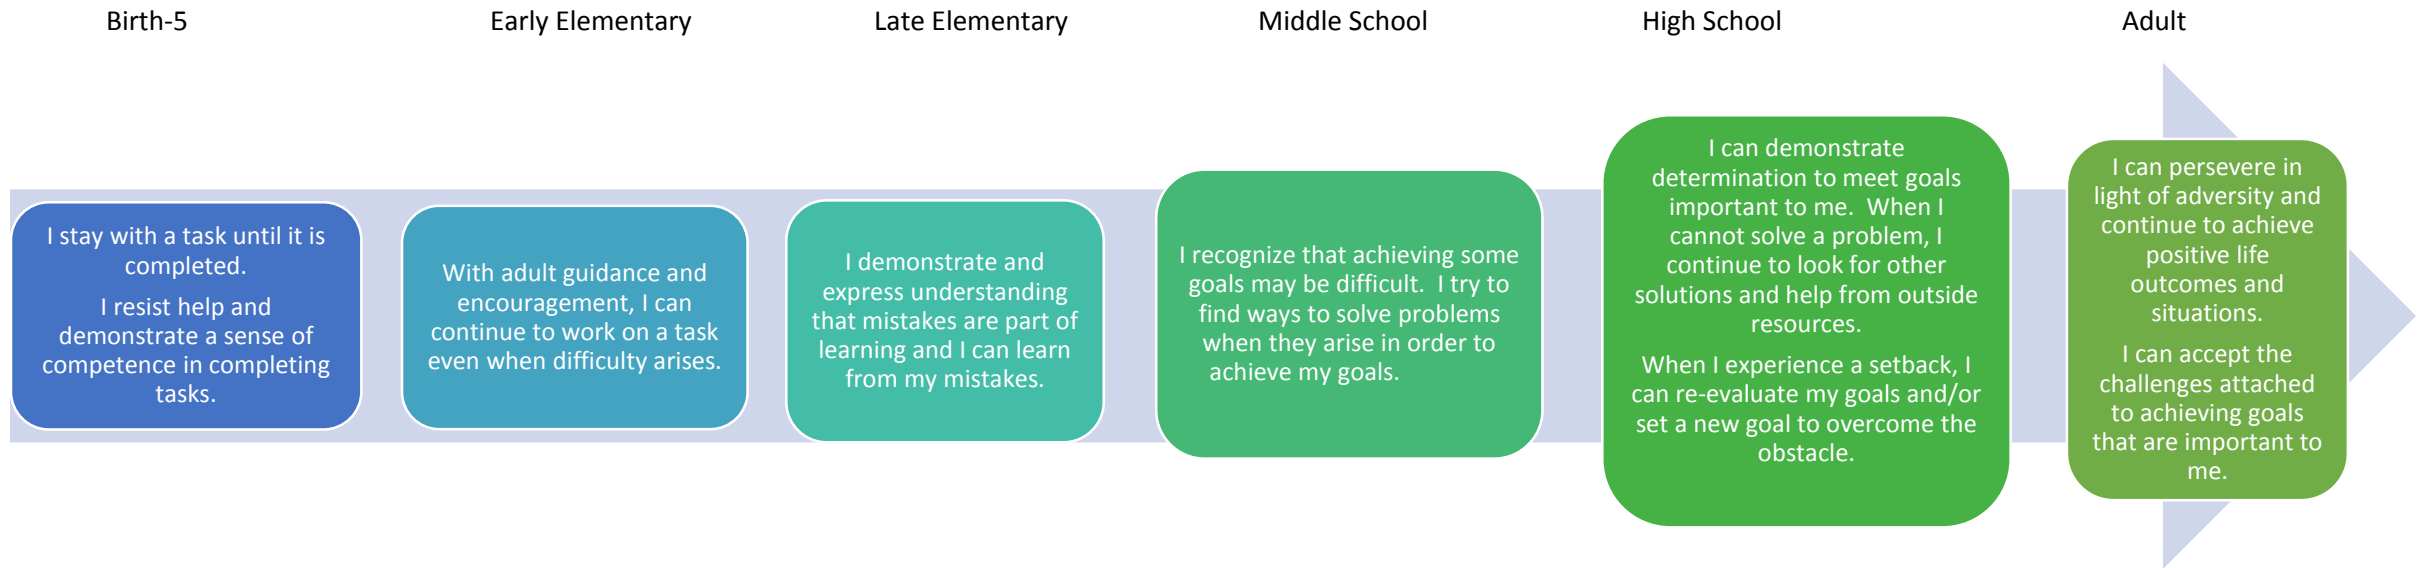 Birth-5
Early Elementary
Late Elementary
Middle School
High School
Adult
I stay with a task until it is
completed.
I resist help and
demonstrate a sense of
competence in completing
tasks.
With adult guidance and
encouragement, I can
continue to work on a task
even when difficulty arises.
I demonstrate and
express understanding
that mistakes are part of
learning and I can learn
from my mistakes.
I recognize that achieving some
goals may be difficult.  I try to
find ways to solve problems
when they arise in order to
achieve my goals.
I can demonstrate
determination to meet goals
important to me.  When I
cannot solve a problem, I
continue to look for other
solutions and help from outside
resources.
When I experience a setback, I
can re-evaluate my goals and/or
set a new goal to overcome the
obstacle.
I can persevere in
light of adversity and
continue to achieve
positive life
outcomes and
situations.
I can accept the
challenges attached
to achieving goals
that are important to
me.